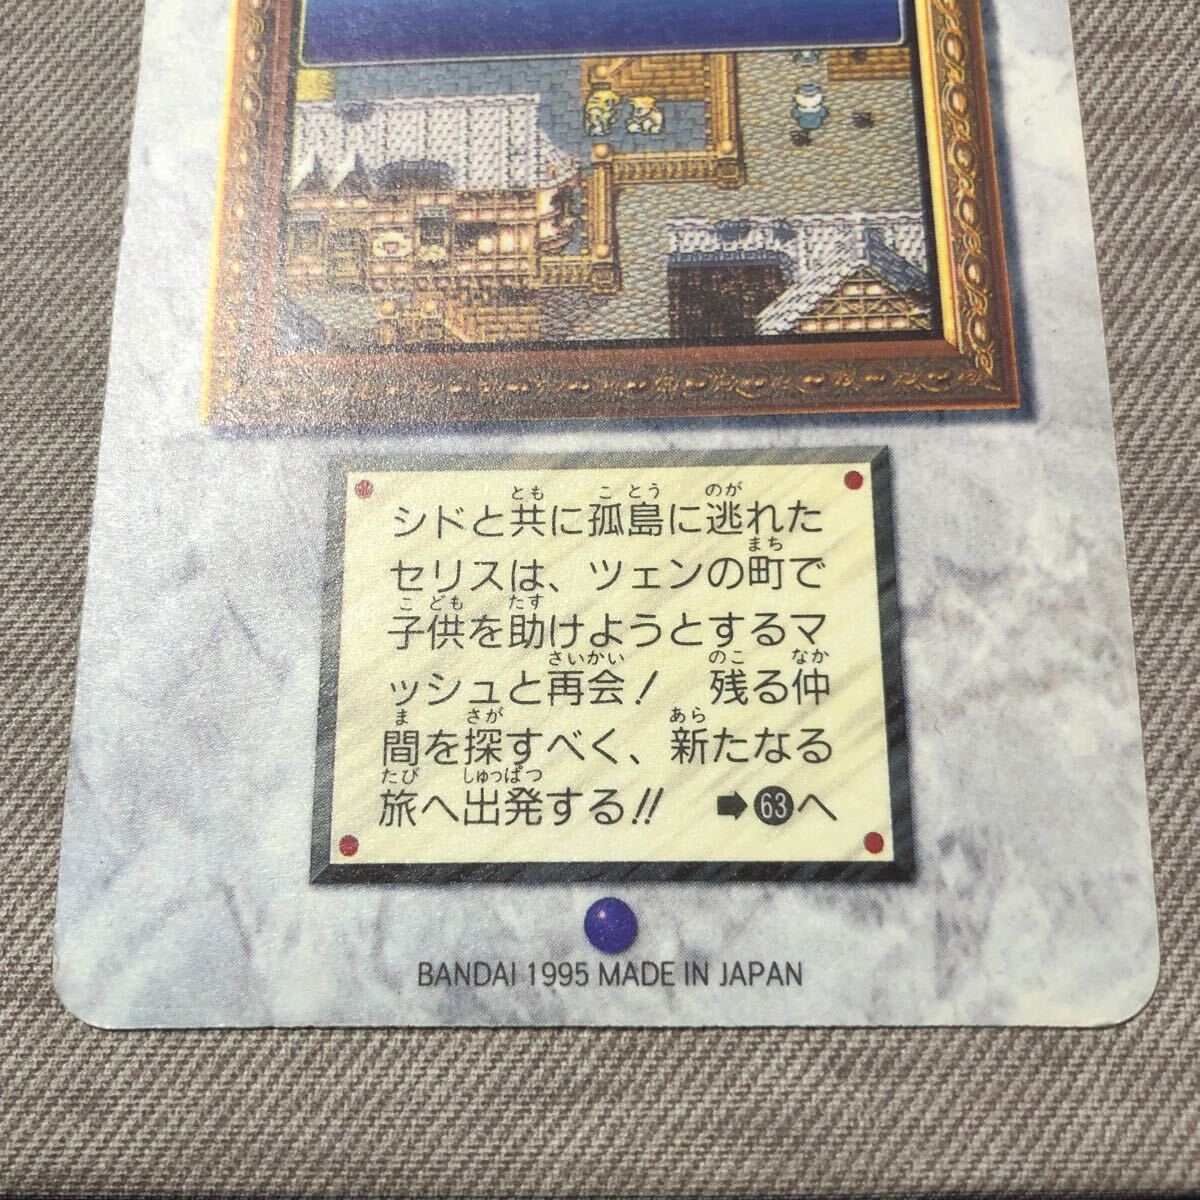 シドと共に孤島に逃れた
セリスは、ツェンの町で
子供を助けようとするマ
ッシュと再会! 残る仲
間を探すべく、新たなる
旅へ出発する!! ➡63へ
BANDAI 1995 MADE IN JAPAN